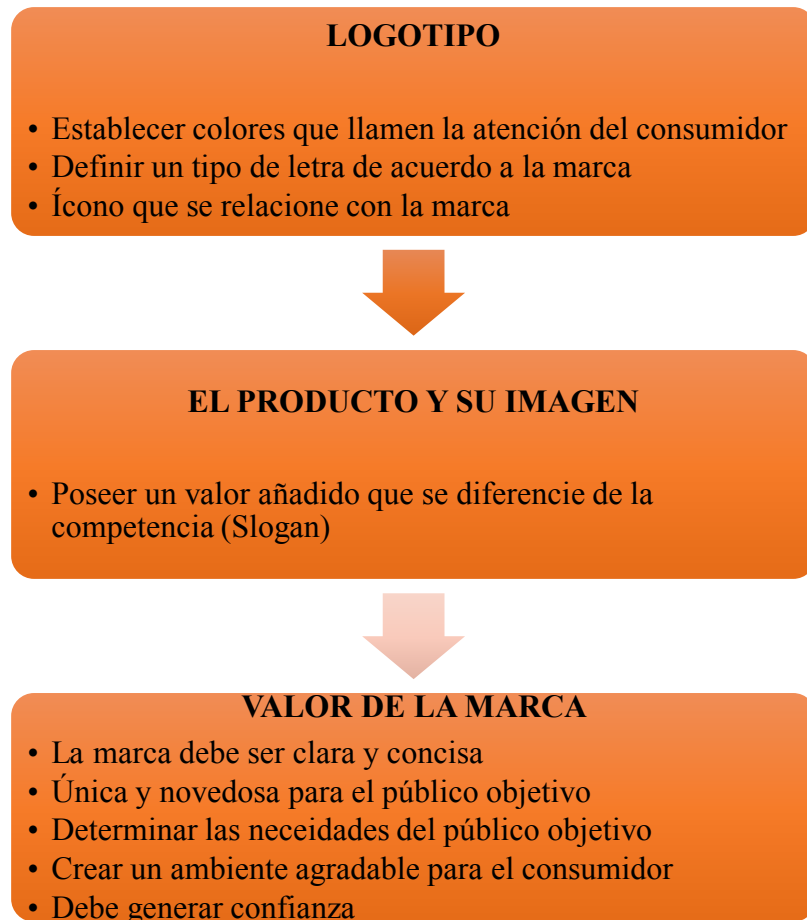 LOGOTIPO
• Establecer colores que llamen la atención del consumidor
• Definir un tipo de letra de acuerdo a la marca
• Ícono que se relacione con la marca
EL PRODUCTO Y SU IMAGEN
• Poseer un valor añadido que se diferencie de la
competencia (Slogan)
VALOR DE LA MARCA
• La marca debe ser clara y concisa
• Única y novedosa para el público objetivo
• Determinar las neceidades del público objetivo
• Crear un ambiente agradable para el consumidor
• Debe generar confianza